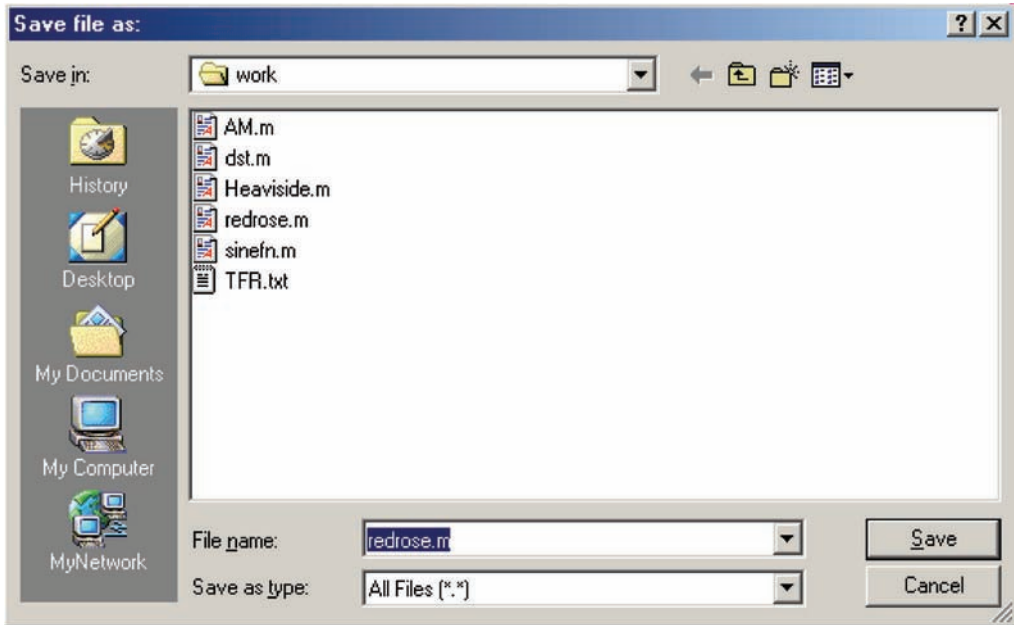 Save file as:
Save in:
work
History
Desktop
My Documents
My Computer
MyNetwork
AM.m
dst.m
Heaviside.m
redrose.m
sinefn.m
TFR.txt
File name:
redrose.m
Save
Save as type:
All Files (*.*)
Cancel